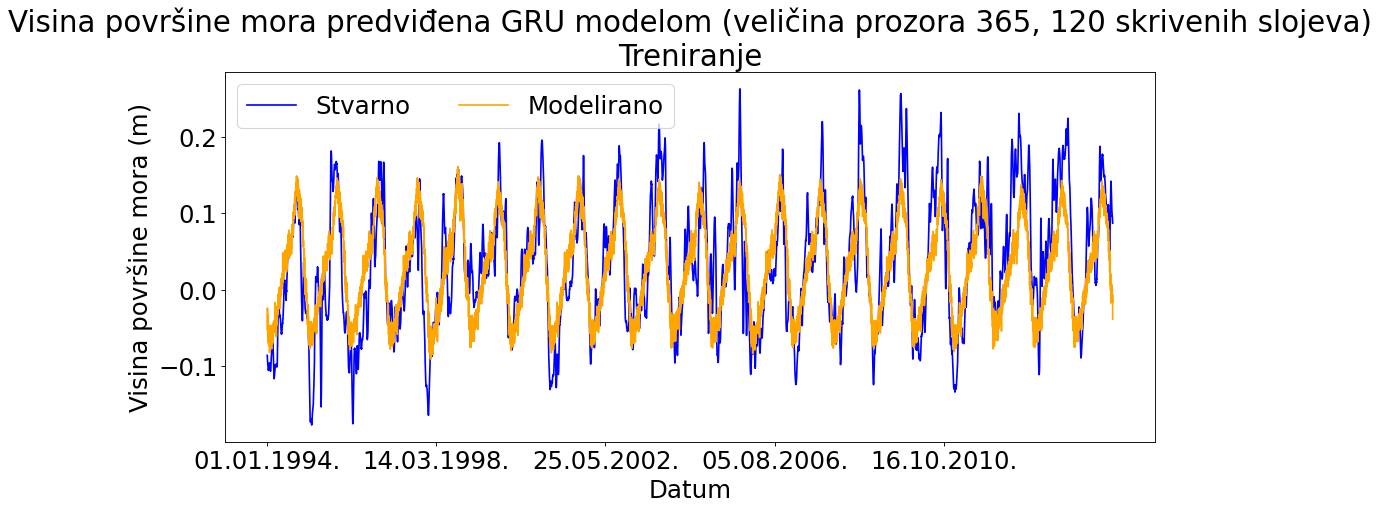 Visina površine mora predviđena GRU modelom (veličina prozora 365, 120 skrivenih slojeva)
Treniranje
Stvarno Modelirano
Visina površine mora (m)
0.2
0.1
0.0
−0.1
01.01.1994. 14.03.1998. 25.05.2002. 05.08.2006. 16.10.2010.
Datum